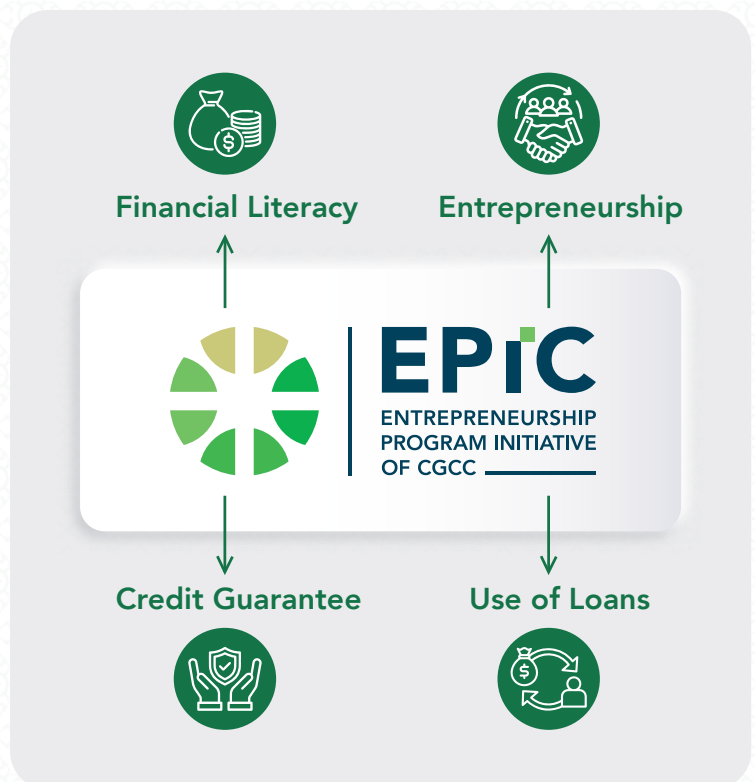 Financial Literacy
Entrepreneurship
EPiC
ENTREPRENEURSHIP
PROGRAM INITIATIVE
OF CGCC
Credit Guarantee
Use of Loans